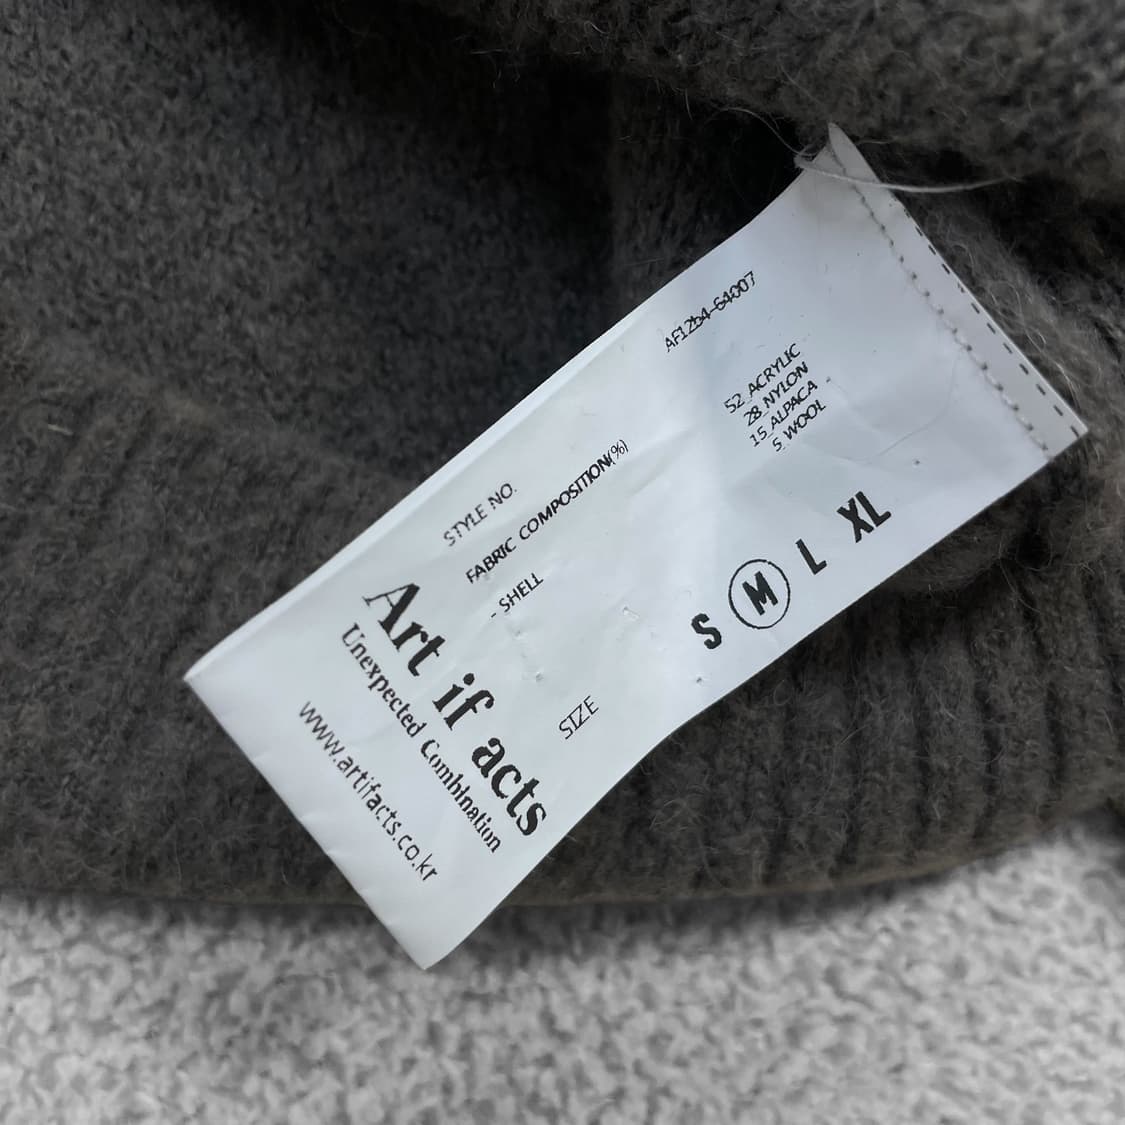 STYLE NO. AF12b4-64007
FABRIC COMPOSITION(%)
- SHELL 52_ACRYLIC
28_NYLON
15_ALPACA
5_WOOL
SIZE S M L XL
Art if acts
Unexpected Combination
www.artifacts.co.kr